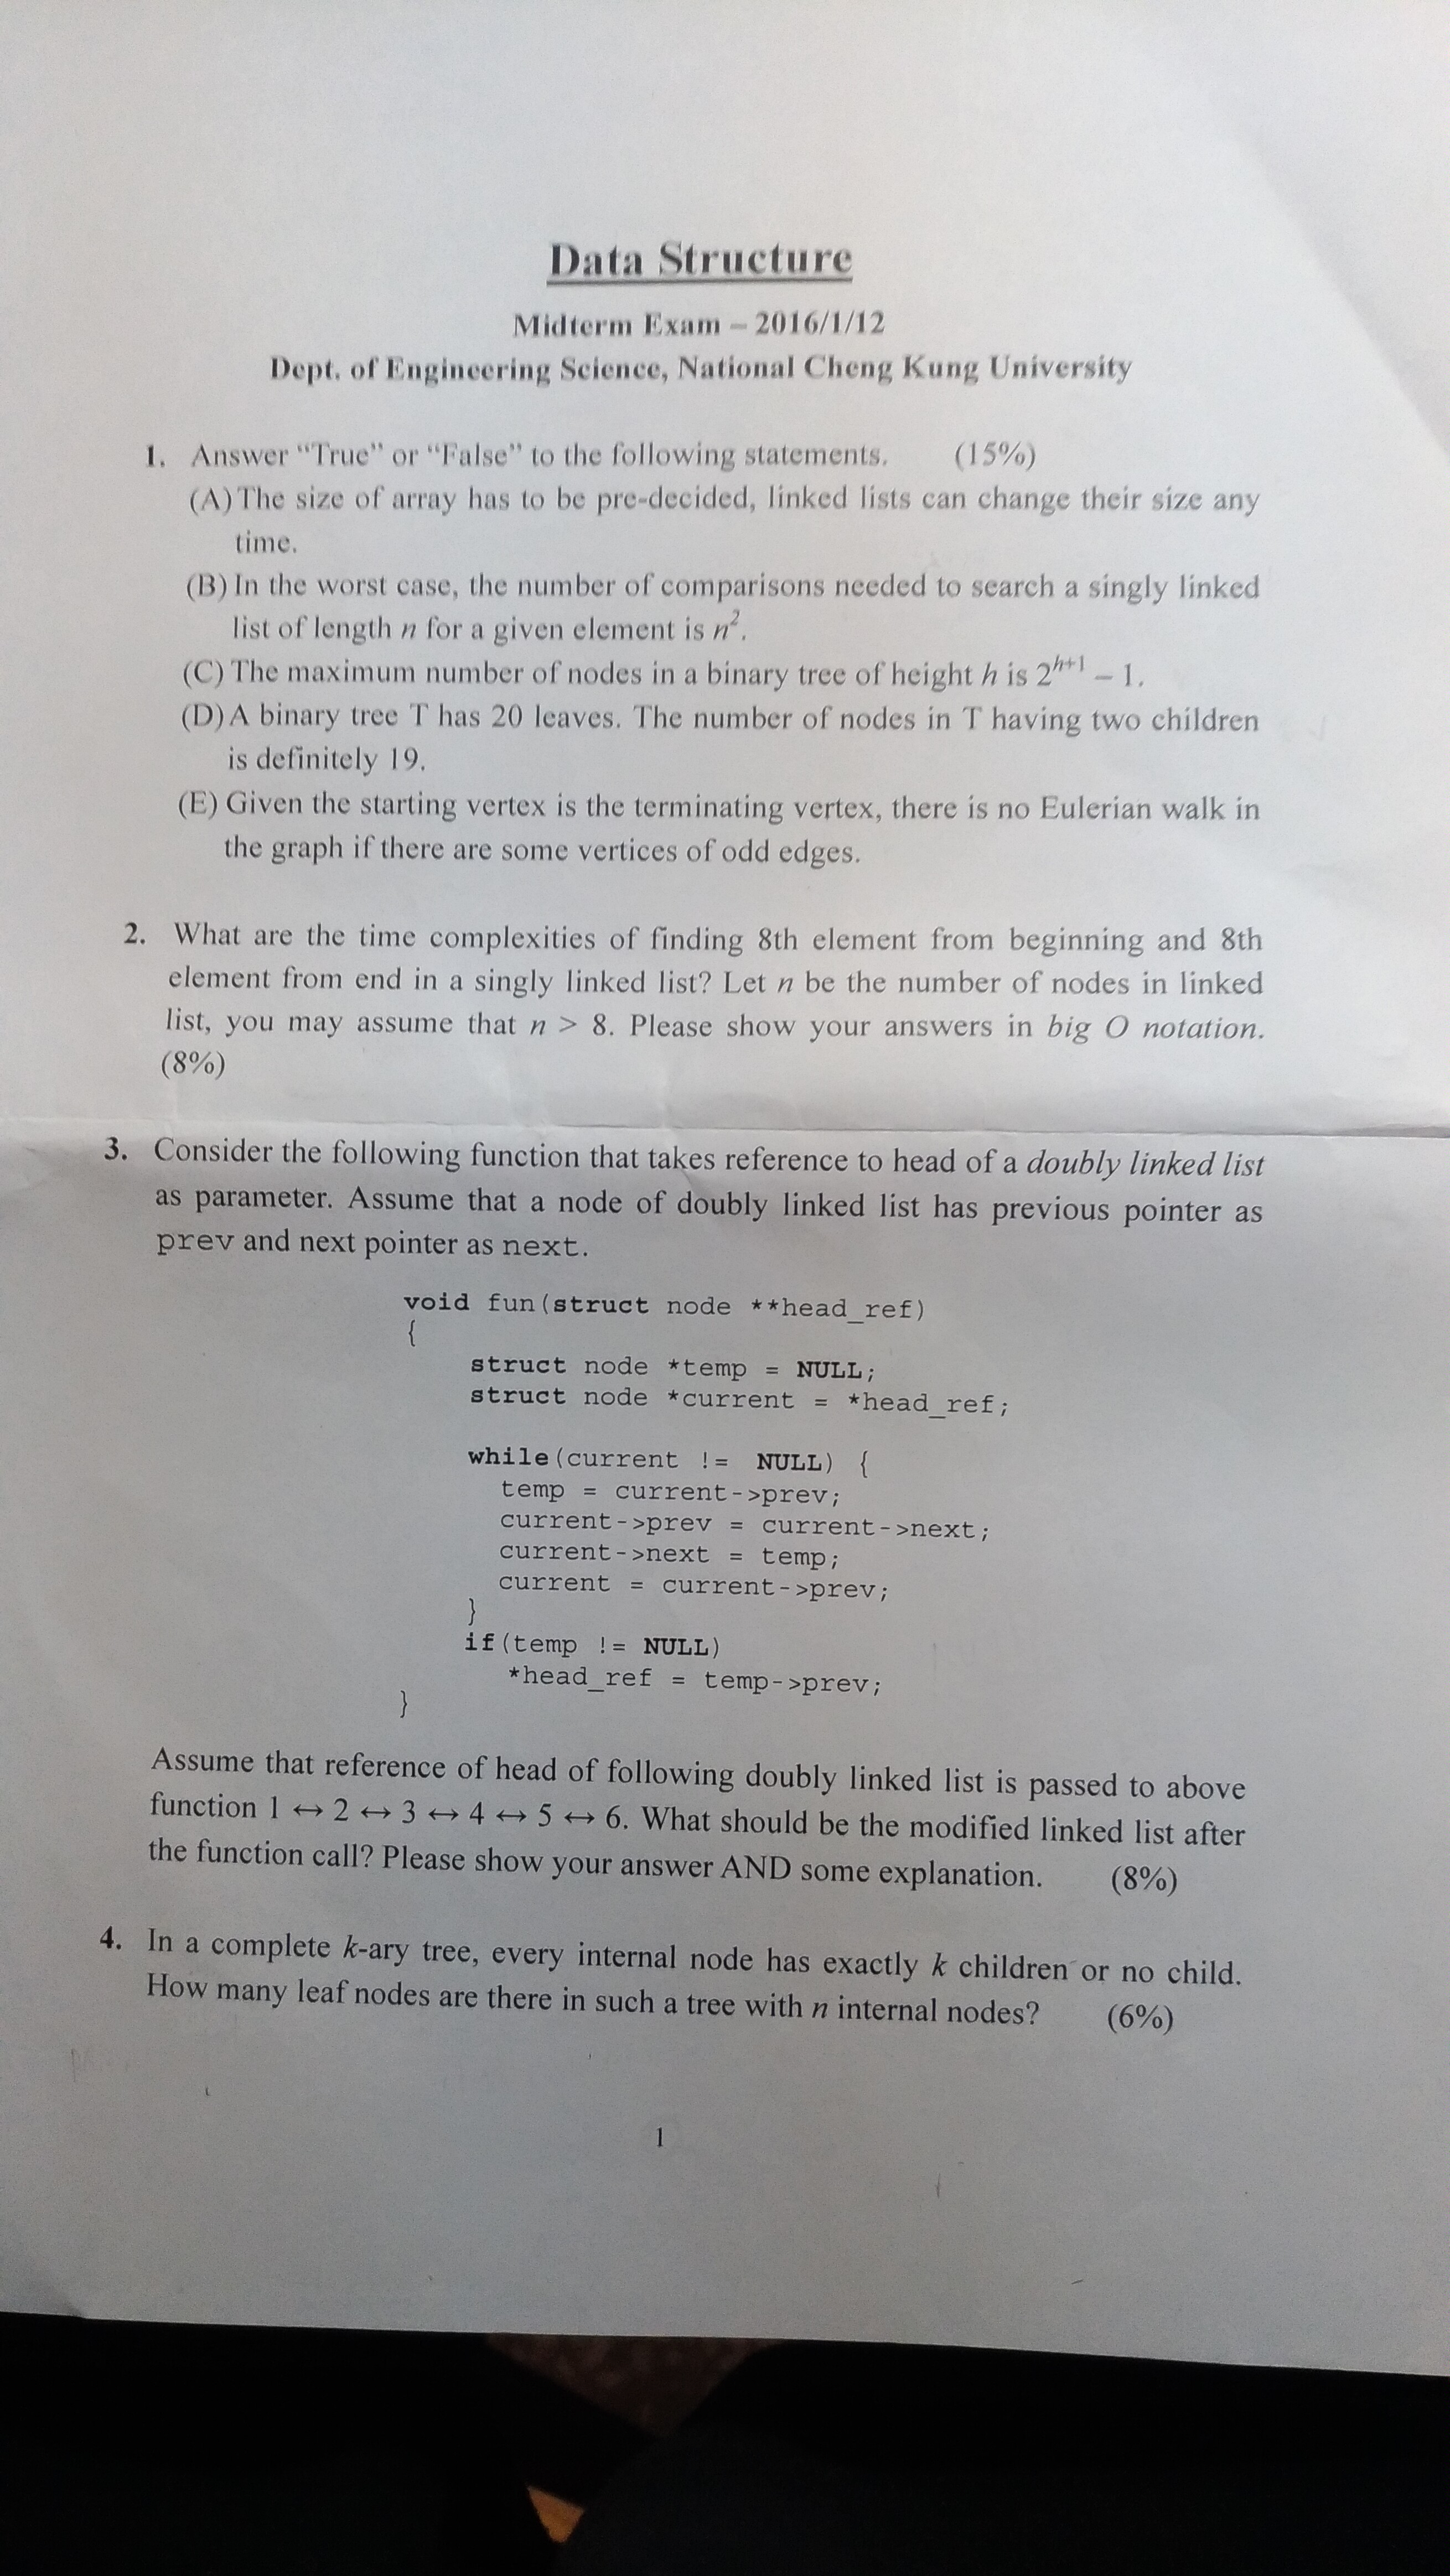 Data Structure
Midterm Exam – 2016/1/12
Dept. of Engineering Science, National Cheng Kung University
1. Answer “True” or “False” to the following statements. (15%)
(A) The size of array has to be pre-decided, linked lists can change their size any
time.
(B) In the worst case, the number of comparisons needed to search a singly linked
list of length n for a given element is n².
(C) The maximum number of nodes in a binary tree of height h is 2^{h+1} – 1.
(D) A binary tree T has 20 leaves. The number of nodes in T having two children
is definitely 19.
(E) Given the starting vertex is the terminating vertex, there is no Eulerian walk in
the graph if there are some vertices of odd edges.
2. What are the time complexities of finding 8th element from beginning and 8th
element from end in a singly linked list? Let n be the number of nodes in linked
list, you may assume that n > 8. Please show your answers in big O notation.
(8%)
3. Consider the following function that takes reference to head of a doubly linked list
as parameter. Assume that a node of doubly linked list has previous pointer as
prev and next pointer as next.
void fun(struct node **head_ref)
{
struct node *temp = NULL;
struct node *current = *head_ref;
while(current != NULL) {
temp = current->prev;
current->prev = current->next;
current->next = temp;
current = current->prev;
}
if(temp != NULL)
*head_ref = temp->prev;
}
Assume that reference of head of following doubly linked list is passed to above
function 1 ↔ 2 ↔ 3 ↔ 4 ↔ 5 ↔ 6. What should be the modified linked list after
the function call? Please show your answer AND some explanation. (8%)
4. In a complete k-ary tree, every internal node has exactly k children or no child.
How many leaf nodes are there in such a tree with n internal nodes? (6%)
1